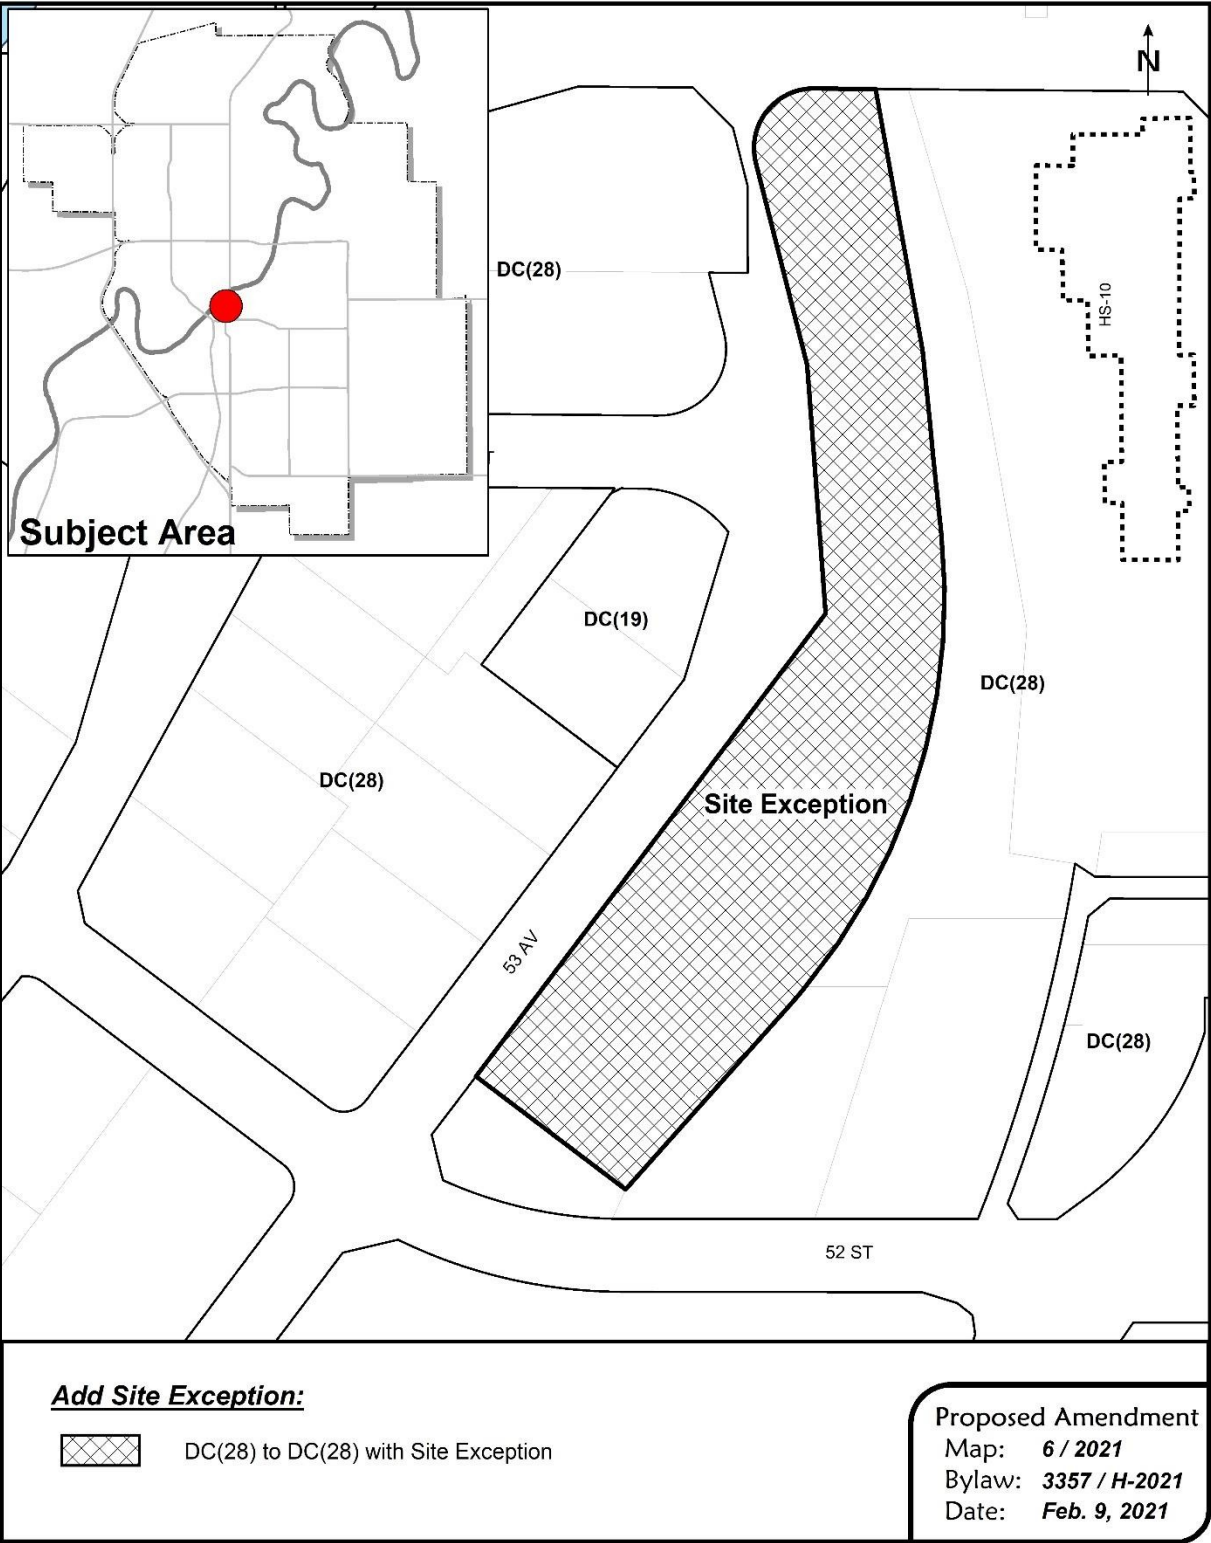 N
DC(28)
HS-10
Subject Area
DC(19)
DC(28)
DC(28)
Site Exception
53 AV
DC(28)
52 ST
Add Site Exception:
DC(28) to DC(28) with Site Exception
Proposed Amendment
Map: 6 / 2021
Bylaw: 3357 / H-2021
Date: Feb. 9, 2021